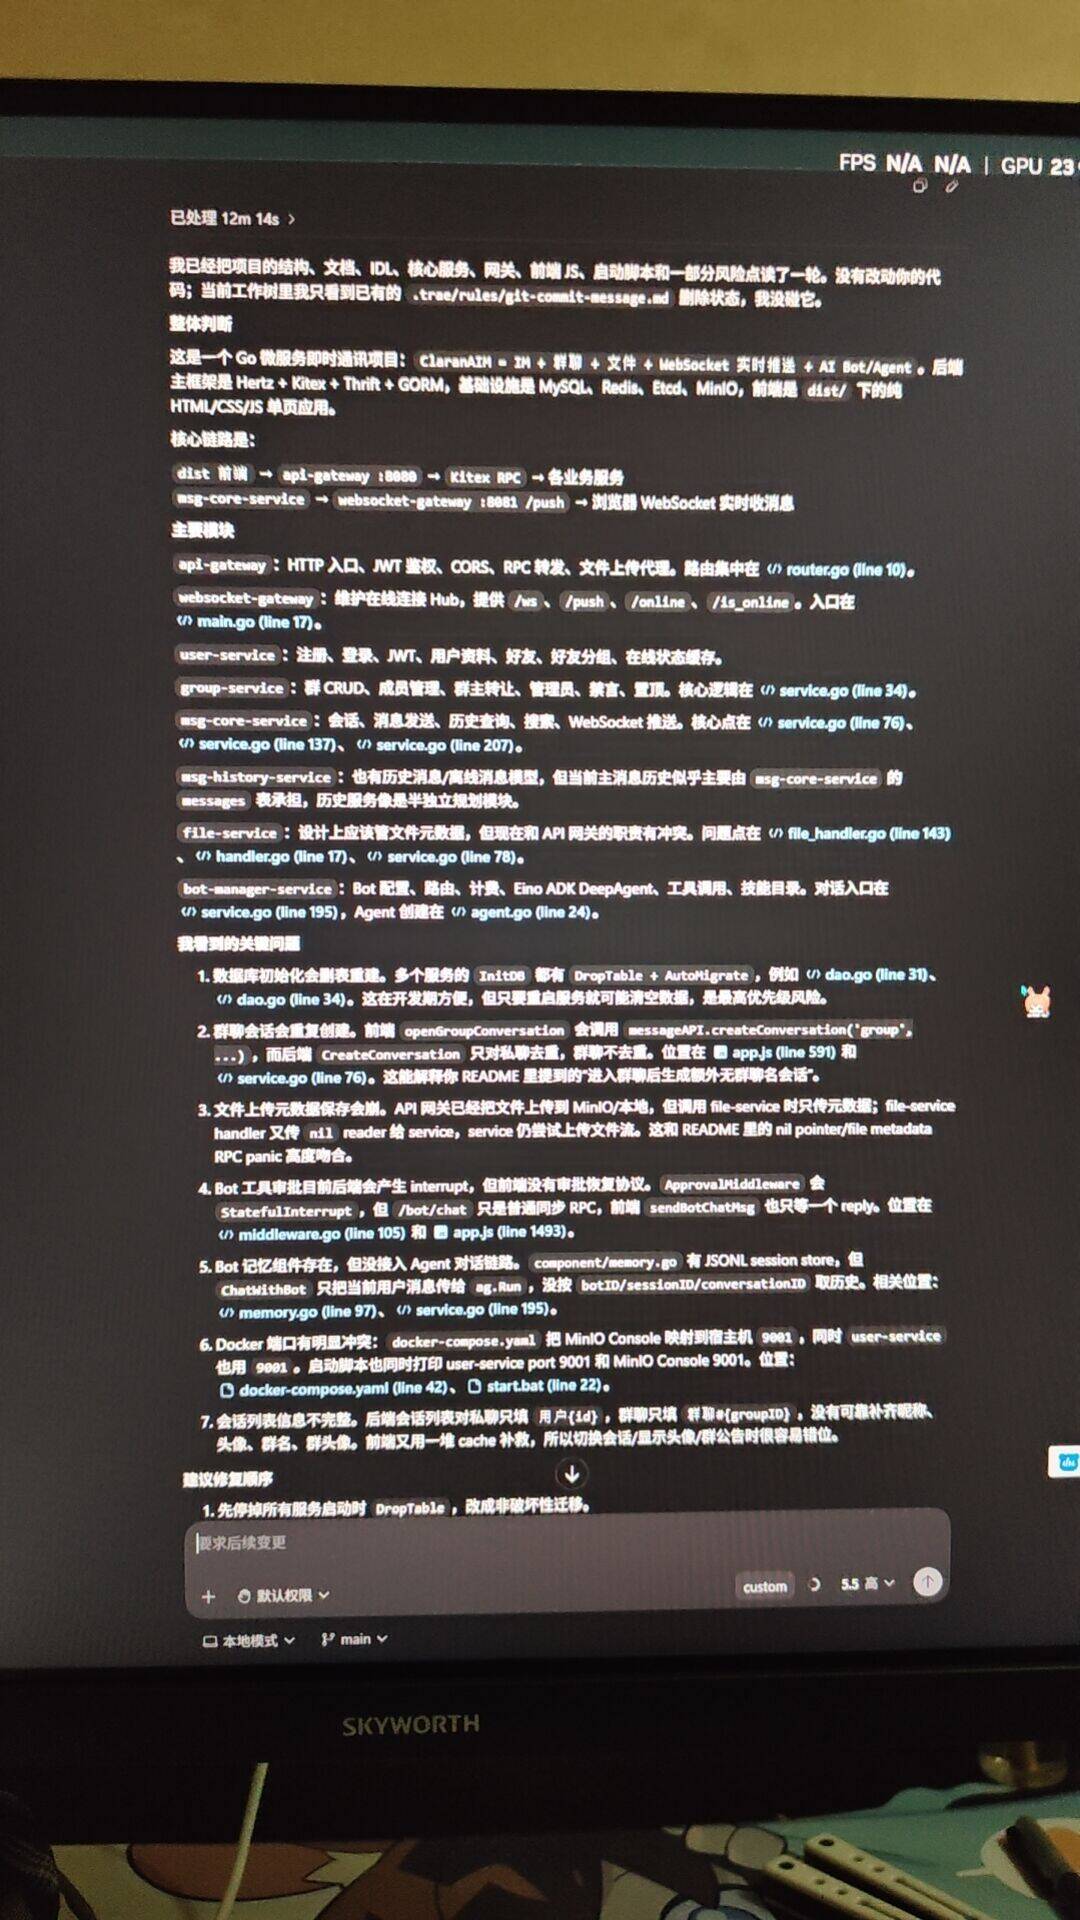 FPS N/A N/A | GPU 23
已处理 12m 14s >
我已经把项目的结构、文档、IDL、核心服务、网关、前端 JS、启动脚本和一部分风险点读了一轮。没有改动你的代
码；当前工作树里我只看到已有的 .trae/rules/git-commit-message.md 删除状态，我没碰它。
整体判断
这是一个 Go 微服务即时通讯项目： ClaranAIM = IM + 群聊 + 文件 + WebSocket 实时推送 + AI Bot/Agent 。后端
主框架是 Hertz + Kitex + Thrift + GORM，基础设施是 MySQL、Redis、Etcd、MinIO，前端是 dist/ 下的纯
HTML/CSS/JS 单页应用。
核心链路是：
dist 前端 → api-gateway :8080 → Kitex RPC → 各业务服务
msg-core-service → websocket-gateway :8081 /push → 浏览器 WebSocket 实时收消息
主要模块
api-gateway ：HTTP 入口、JWT 鉴权、CORS、RPC 转发、文件上传代理。路由集中在 </> router.go (line 10)。
websocket-gateway ：维护在线连接 Hub，提供 /ws 、 /push 、 /online 、 /is_online 。入口在
</> main.go (line 17)。
user-service ：注册、登录、JWT、用户资料、好友、好友分组、在线状态缓存。
group-service ：群 CRUD、成员管理、群主转让、管理员、禁言、置顶。核心逻辑在 </> service.go (line 34)。
msg-core-service ：会话、消息发送、历史查询、搜索、WebSocket 推送。核心点在 </> service.go (line 76)、
</> service.go (line 137)、 </> service.go (line 207)。
msg-history-service ：也有历史消息/离线消息模型，但当前主消息历史似乎主要由 msg-core-service 的
messages 表承担，历史服务像是半独立规划模块。
file-service ：设计上应该管文件元数据，但现在和 API 网关的职责有冲突。问题点在 </> file_handler.go (line 143)
、 </> handler.go (line 17)、 </> service.go (line 78)。
bot-manager-service ：Bot 配置、路由、计费、Eino ADK DeepAgent、工具调用、技能目录。对话入口在
</> service.go (line 195)，Agent 创建在 </> agent.go (line 24)。
我看到的关键问题
1. 数据库初始化会删表重建。多个服务的 InitDB 都有 DropTable + AutoMigrate ，例如 </> dao.go (line 31)、
</> dao.go (line 34)。这在开发期方便，但只要重启服务就可能清空数据，是最高优先级风险。
2. 群聊会话会重复创建。前端 openGroupConversation 会调用 messageAPI.createConversation('group',
...) ，而后端 CreateConversation 只对私聊去重，群聊不去重。位置在 app.js (line 591) 和
</> service.go (line 76)。这能解释你 README 里提到的“进入群聊后生成额外无群聊名会话”。
3. 文件上传元数据保存会崩。API 网关已经把文件上传到 MinIO/本地，但调用 file-service 时只传元数据；file-service
handler 又传 nil reader 给 service，service 仍尝试上传文件流。这和 README 里的 nil pointer/file metadata
RPC panic 高度吻合。
4. Bot 工具审批目前后端会产生 interrupt，但前端没有审批恢复协议。 ApprovalMiddleware 会
StatefulInterrupt ，但 /bot/chat 只是普通同步 RPC，前端 sendBotChatMsg 也只等一个 reply。位置在
</> middleware.go (line 105) 和 app.js (line 1493)。
5. Bot 记忆组件存在，但没接入 Agent 对话链路。 component/memory.go 有 JSONL session store，但
ChatWithBot 只把当前用户消息传给 ag.Run ，没按 botID/sessionID/conversationID 取历史。相关位置：
</> memory.go (line 97)、 </> service.go (line 195)。
6. Docker 端口有明显冲突： docker-compose.yaml 把 MinIO Console 映射到宿主机 9001 ，同时 user-service
也用 9001 。启动脚本也同时打印 user-service port 9001 和 MinIO Console 9001。位置：
docker-compose.yaml (line 42)、 start.bat (line 22)。
7. 会话列表信息不完整。后端会话列表对私聊只填 用户{id} ，群聊只填 群聊#{groupID} ，没有可靠补齐昵称、
头像、群名、群头像。前端又用一堆 cache 补救，所以切换会话/显示头像/群公告时很容易错位。
建议修复顺序
1. 先停掉所有服务启动时 DropTable ，改成非破坏性迁移。
要求后续变更
+ 默认权限 custom 5.5 高
本地模式 main
SKYWORTH